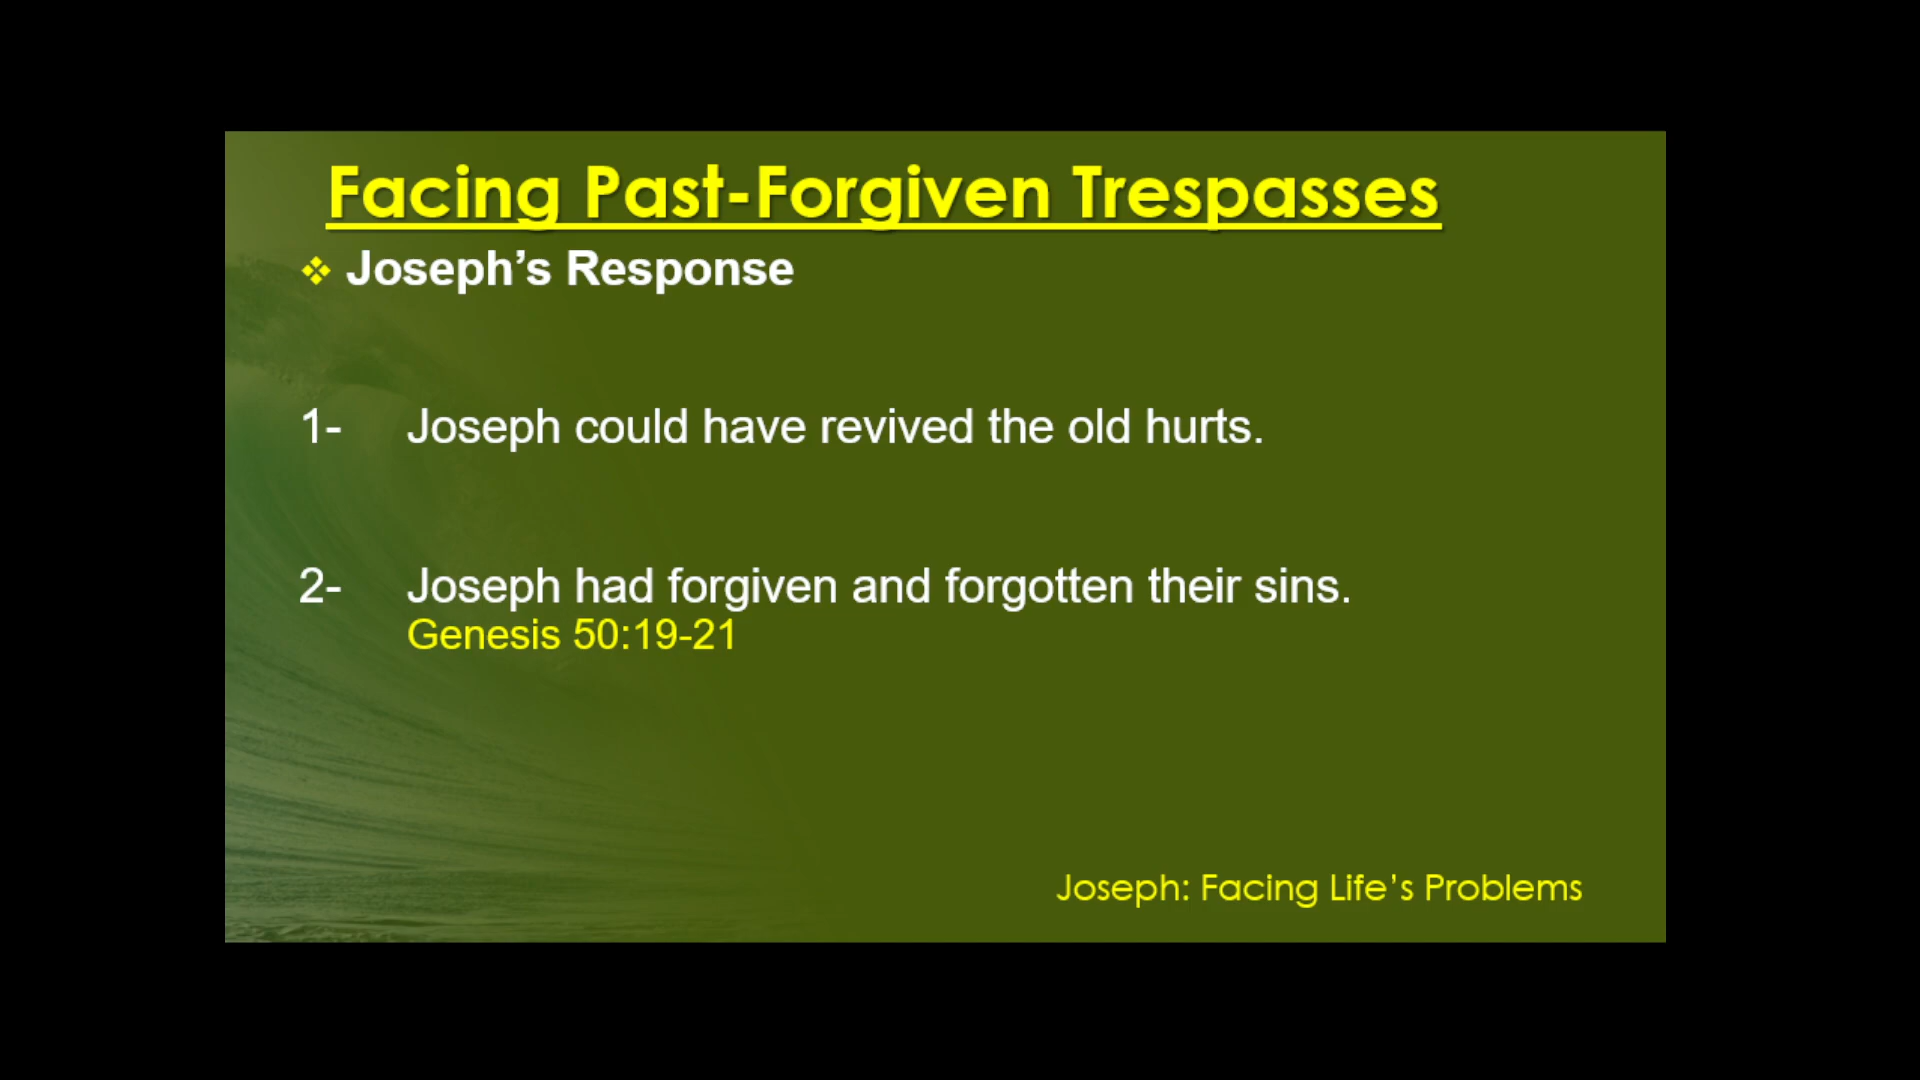 Facing Past-Forgiven Trespasses
❖ Joseph’s Response
1- Joseph could have revived the old hurts.
2- Joseph had forgiven and forgotten their sins.
Genesis 50:19-21
Joseph: Facing Life’s Problems